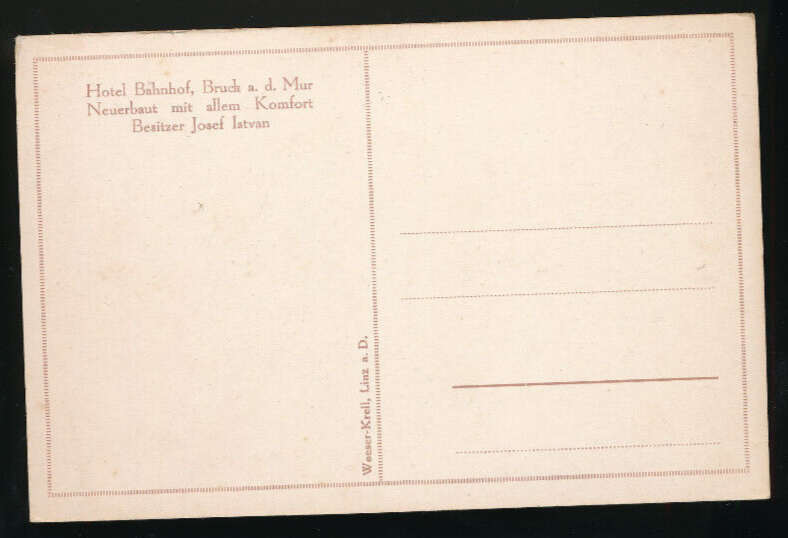 Hotel Bahnhof, Bruck a. d. Mur
Neuerbaut mit allem Komfort
Besitzer Josef Istvan
Weeser-Krell, Linz a. D.